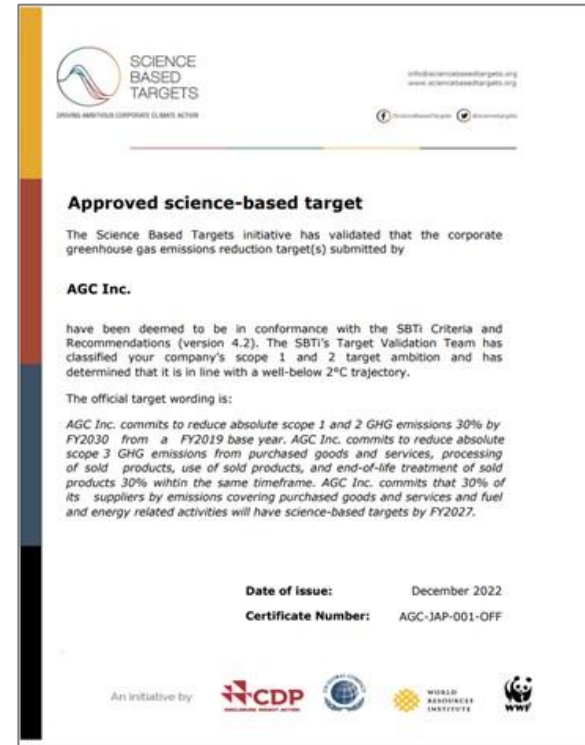 SCIENCE
BASED
TARGETS
DRIVING AMBITIOUS CORPORATE CLIMATE ACTION
info@sciencebasedtargets.org
www.sciencebasedtargets.org
/ScienceBasedTargets @sciencetargets
Approved science-based target
The Science Based Targets initiative has validated that the corporate
greenhouse gas emissions reduction target(s) submitted by
AGC Inc.
have been deemed to be in conformance with the SBTi Criteria and
Recommendations (version 4.2). The SBTi's Target Validation Team has
classified your company's scope 1 and 2 target ambition and has
determined that it is in line with a well-below 2°C trajectory.
The official target wording is:
AGC Inc. commits to reduce absolute scope 1 and 2 GHG emissions 30% by
FY2030 from a FY2019 base year. AGC Inc. commits to reduce absolute
scope 3 GHG emissions from purchased goods and services, processing
of sold products, use of sold products, and end-of-life treatment of sold
products 30% wihtin the same timeframe. AGC Inc. commits that 30% of
its suppliers by emissions covering purchased goods and services and fuel
and energy related activities will have science-based targets by FY2027.
Date of issue: December 2022
Certificate Number: AGC-JAP-001-OFF
An initiative by
CDP
DISCLOSURE INSIGHT ACTION
WORLD
RESOURCES
INSTITUTE
WWF